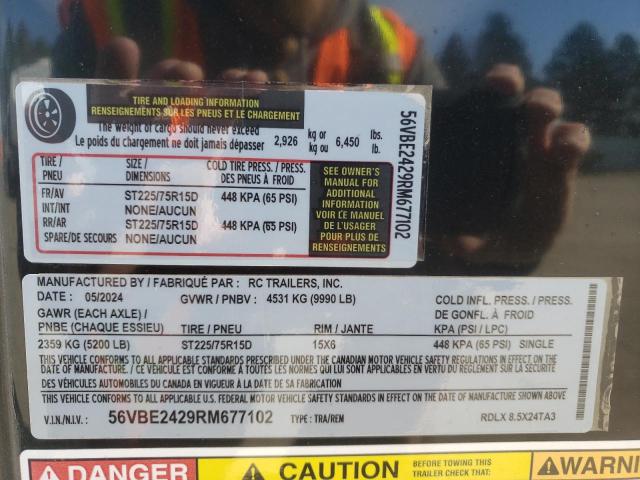 TIRE AND LOADING INFORMATION
RENSEIGNEMENTS SUR LES PNEUS ET LE CHARGEMENT
The weight of cargo should never exceed
Le poids du chargement ne doit jamais dépasser 2,926 kg or kg ou 6,450 lbs. lb.
TIRE / PNEU SIZE / DIMENSIONS COLD TIRE PRESS. / PRESS. DES PNEUS À FROID
FR/AV ST225/75R15D 448 KPA (65 PSI)
INT/INT NONE/AUCUN
RR/AR ST225/75R15D 448 KPA (65 PSI)
SPARE/DE SECOURS NONE/AUCUN
SEE OWNER'S
MANUAL FOR
ADDITIONAL
INFORMATION
VOIR LE MANUEL
DE L'USAGER
POUR PLUS DE
RENSEIGNEMENTS
56VBE2429RM677102
MANUFACTURED BY / FABRIQUÉ PAR : RC TRAILERS, INC.
DATE : 05/2024 GVWR / PNBV : 4531 KG (9990 LB)
GAWR (EACH AXLE) /
PNBE (CHAQUE ESSIEU) TIRE / PNEU RIM / JANTE
COLD INFL. PRESS. /
PRESS. DE GONFL. À FROID
KPA (PSI / LPC)
2359 KG (5200 LB) ST225/75R15D 15X6 448 KPA (65 PSI) SINGLE
THIS VEHICLE CONFORMS TO ALL APPLICABLE STANDARDS PRESCRIBED UNDER THE CANADIAN MOTOR VEHICLE SAFETY REGULATIONS IN EFFECT ON THE
DATE OF MANUFACTURE. / CE VÉHICULE EST CONFORME À TOUTES LES NORMES QUI LUI SONT APPLICABLES EN VERTU DU RÈGLEMENT SUR LA SÉCURITÉ
DES VÉHICULES AUTOMOBILES DU CANADA EN VIGUEUR À LA DATE DE SA FABRICATION.
THIS VEHICLE CONFORMS TO ALL APPLICABLE U.S. FEDERAL MOTOR VEHICLE SAFETY STANDARDS IN EFFECT ON THE DATE OF MANUFACTURE SHOWN ABOVE.
V.I.N./N.I.V.: 56VBE2429RM677102 TYPE: TRA/REM RDLX 8.5X24TA3
DANGER
CAUTION
BEFORE TOWING THIS
WARNING